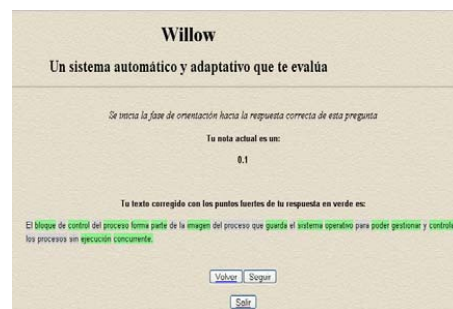 Willow
Un sistema automático y adaptativo que te evalúa
Se inicia la fase de orientación hacia la respuesta correcta de esta pregunta
Tu nota actual es un:
0.1
Tu texto corregido con los puntos fuertes de tu respuesta en verde es:
El bloque de control del proceso forma parte de la imagen del proceso que guarda el sistema operativo para poder gestionar y controla
los procesos sin ejecución concurrente.
Volver Seguir
Salir